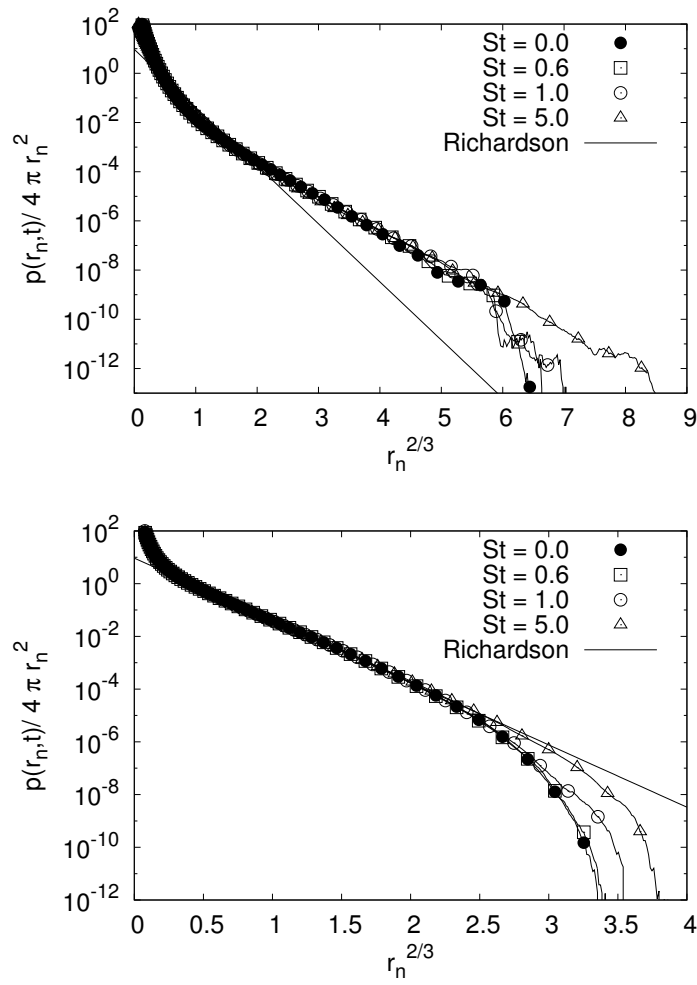 10^2
10^0
10^-2
10^-4
10^-6
10^-8
10^-10
10^-12
p(r_n,t)/ 4 π r_n^2
St = 0.0
St = 0.6
St = 1.0
St = 5.0
Richardson
0 1 2 3 4 5 6 7 8 9
r_n^2/3
10^2
10^0
10^-2
10^-4
10^-6
10^-8
10^-10
10^-12
p(r_n,t)/ 4 π r_n^2
St = 0.0
St = 0.6
St = 1.0
St = 5.0
Richardson
0 0.5 1 1.5 2 2.5 3 3.5 4
r_n^2/3